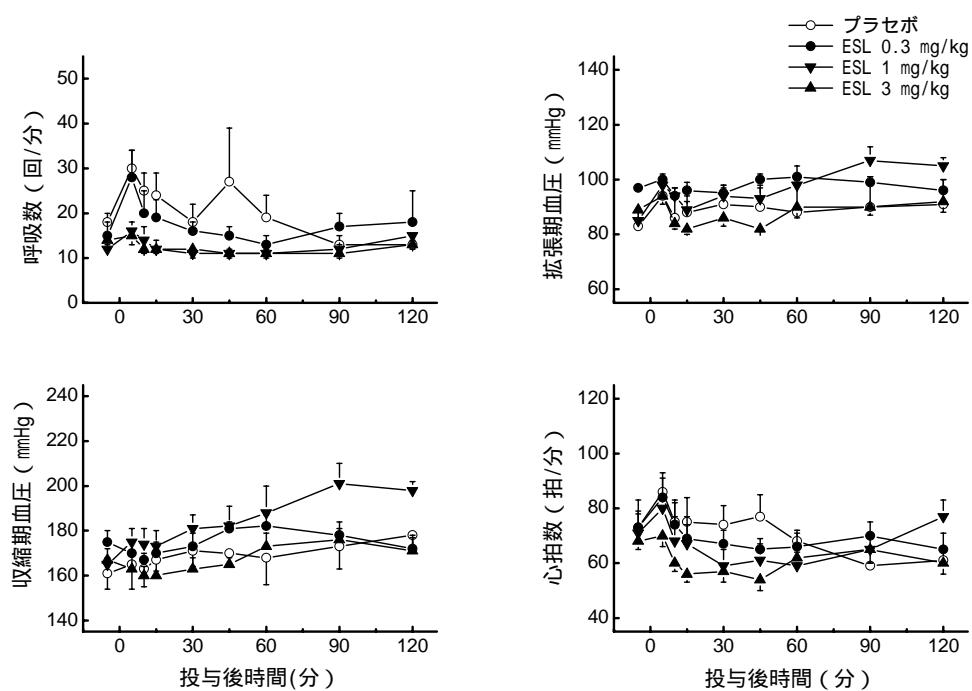 プラセボ
ESL 0.3 mg/kg
ESL 1 mg/kg
ESL 3 mg/kg
呼吸数（回/分）
50
40
30
20
10
0
0 30 60 90 120
拡張期血圧（mmHg）
140
120
100
80
60
0 30 60 90 120
収縮期血圧（mmHg）
240
220
200
180
160
140
0 30 60 90 120
投与後時間(分)
心拍数（拍/分）
120
100
80
60
40
0 30 60 90 120
投与後時間（分）